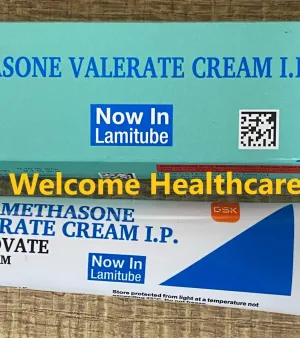 ASONE VALERATE CREAM I.P.
Now In
Lamitube
Welcome Healthcare
METHASONE
RATE CREAM I.P.
GSK
OVATE
M
Now In
Lamitube
Store protected from light at a temperature not